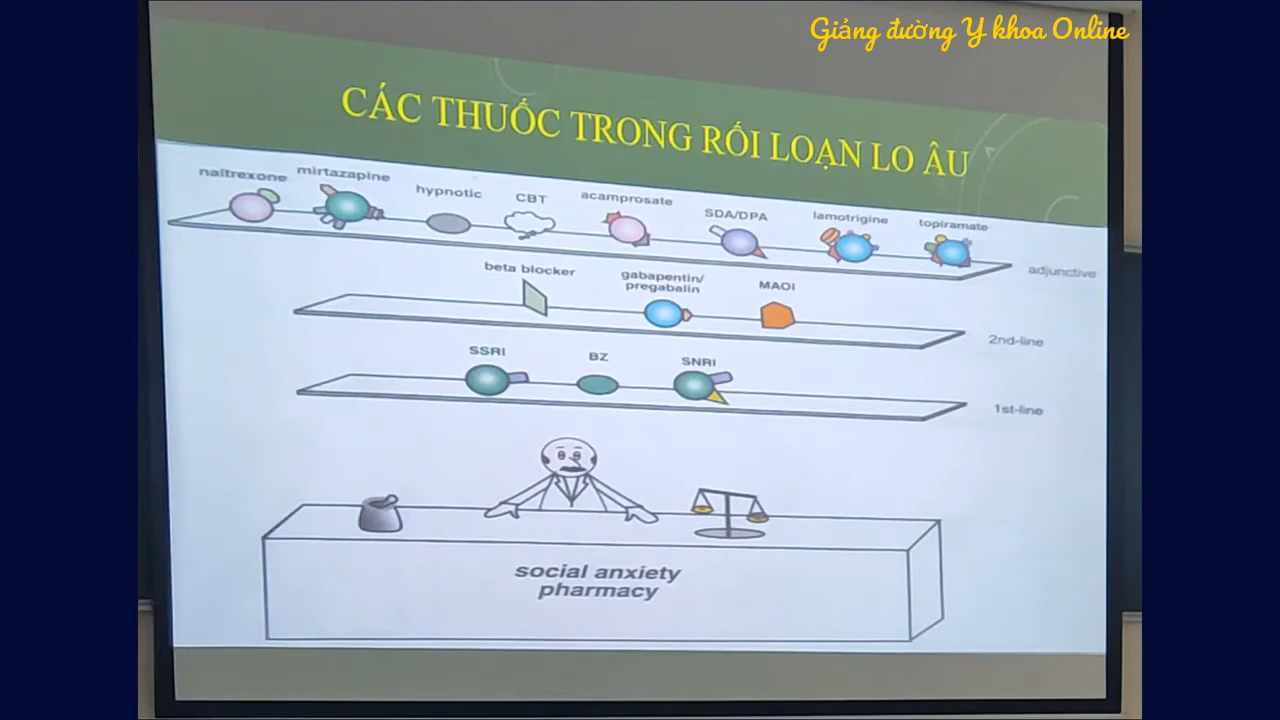 Giảng đường Y khoa Online
CÁC THUỐC TRONG RỐI LOẠN LO ÂU
naltrexone
mirtazapine
hypnotic
CBT
acamprosate
SDA/DPA
lamotrigine
topiramate
adjunctive
beta blocker
gabapentin/
pregabalin
MAOI
2nd-line
SSRI
BZ
SNRI
1st-line
social anxiety
pharmacy